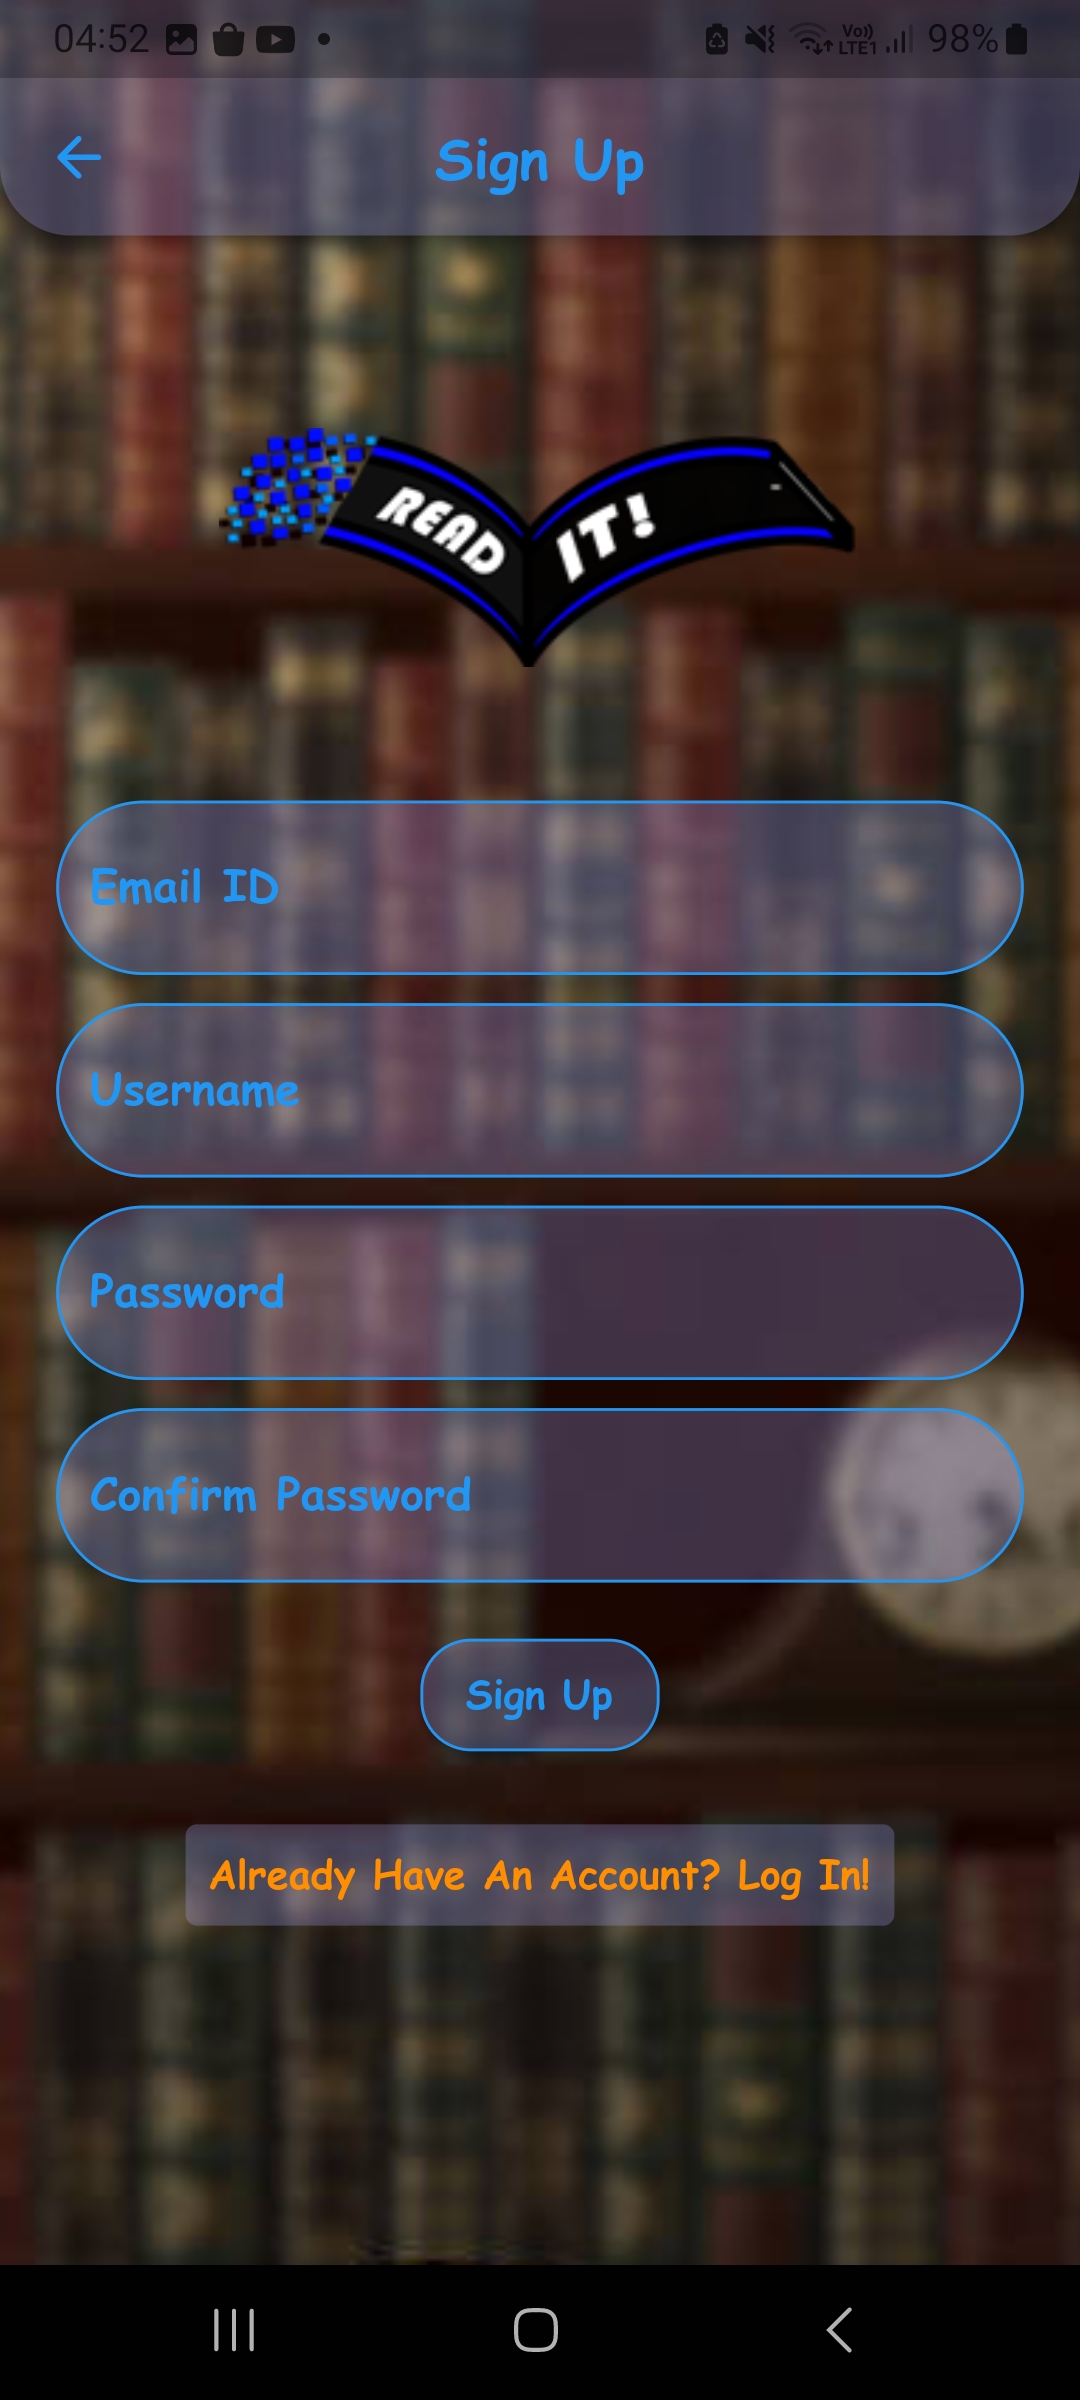 04:52 Vo)) LTE1 98%
Sign Up
READ IT!
Email ID
Username
Password
Confirm Password
Sign Up
Already Have An Account? Log In!